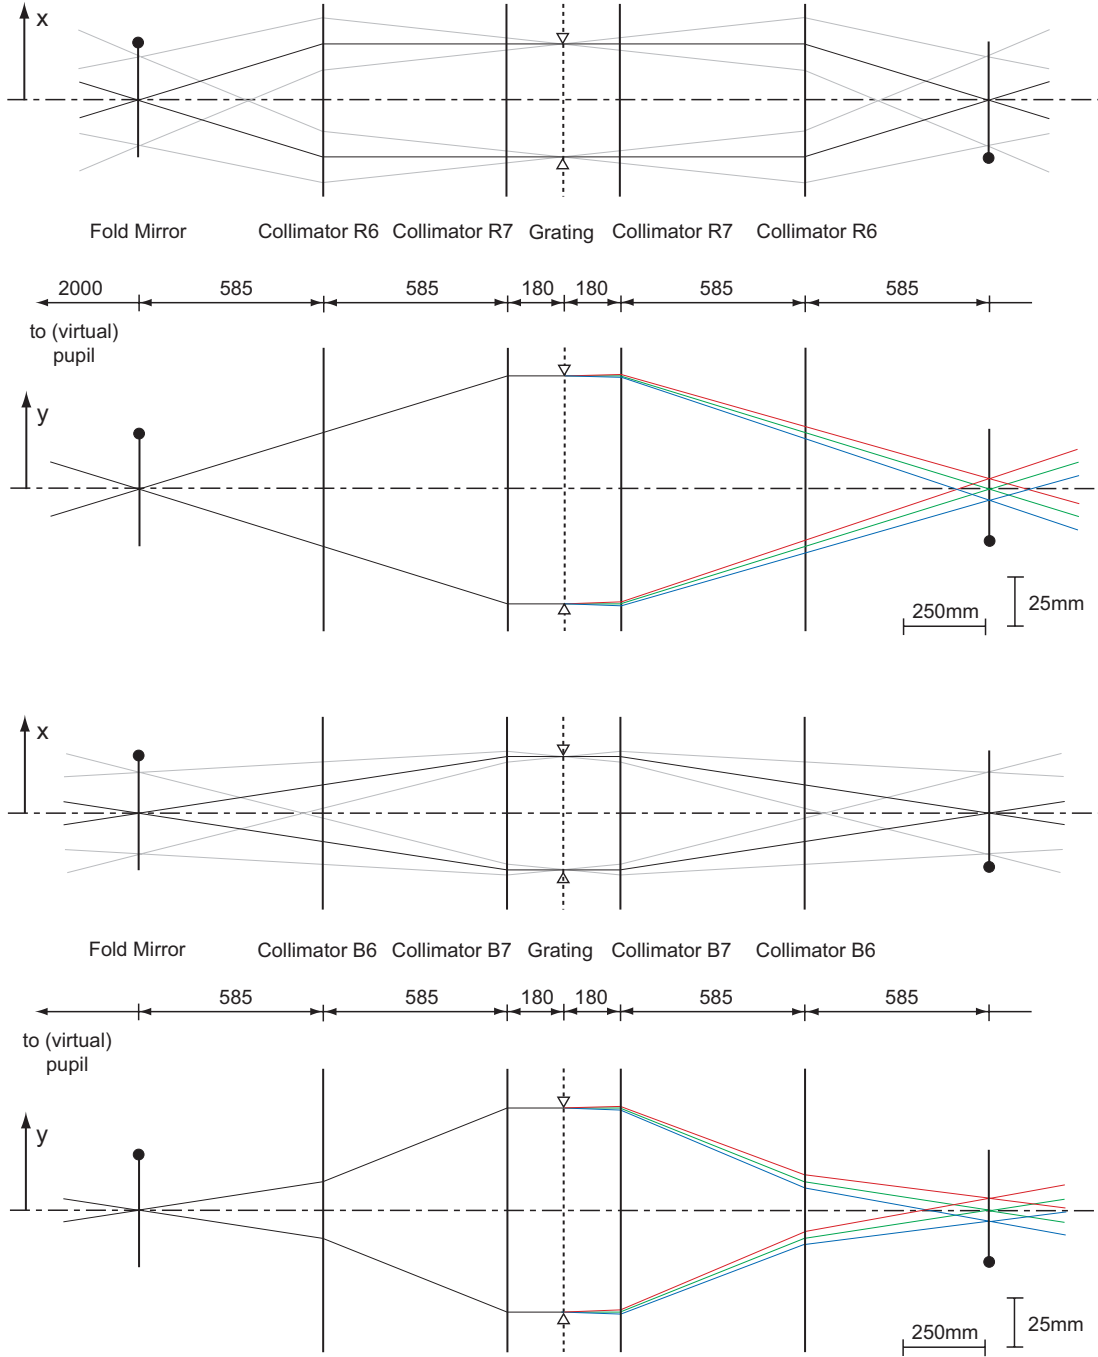 x
Fold Mirror Collimator R6 Collimator R7 Grating Collimator R7 Collimator R6
2000 585 585 180 180 585 585
to (virtual)
pupil
y
250mm 25mm
x
Fold Mirror Collimator B6 Collimator B7 Grating Collimator B7 Collimator B6
585 585 180 180 585 585
to (virtual)
pupil
y
250mm 25mm